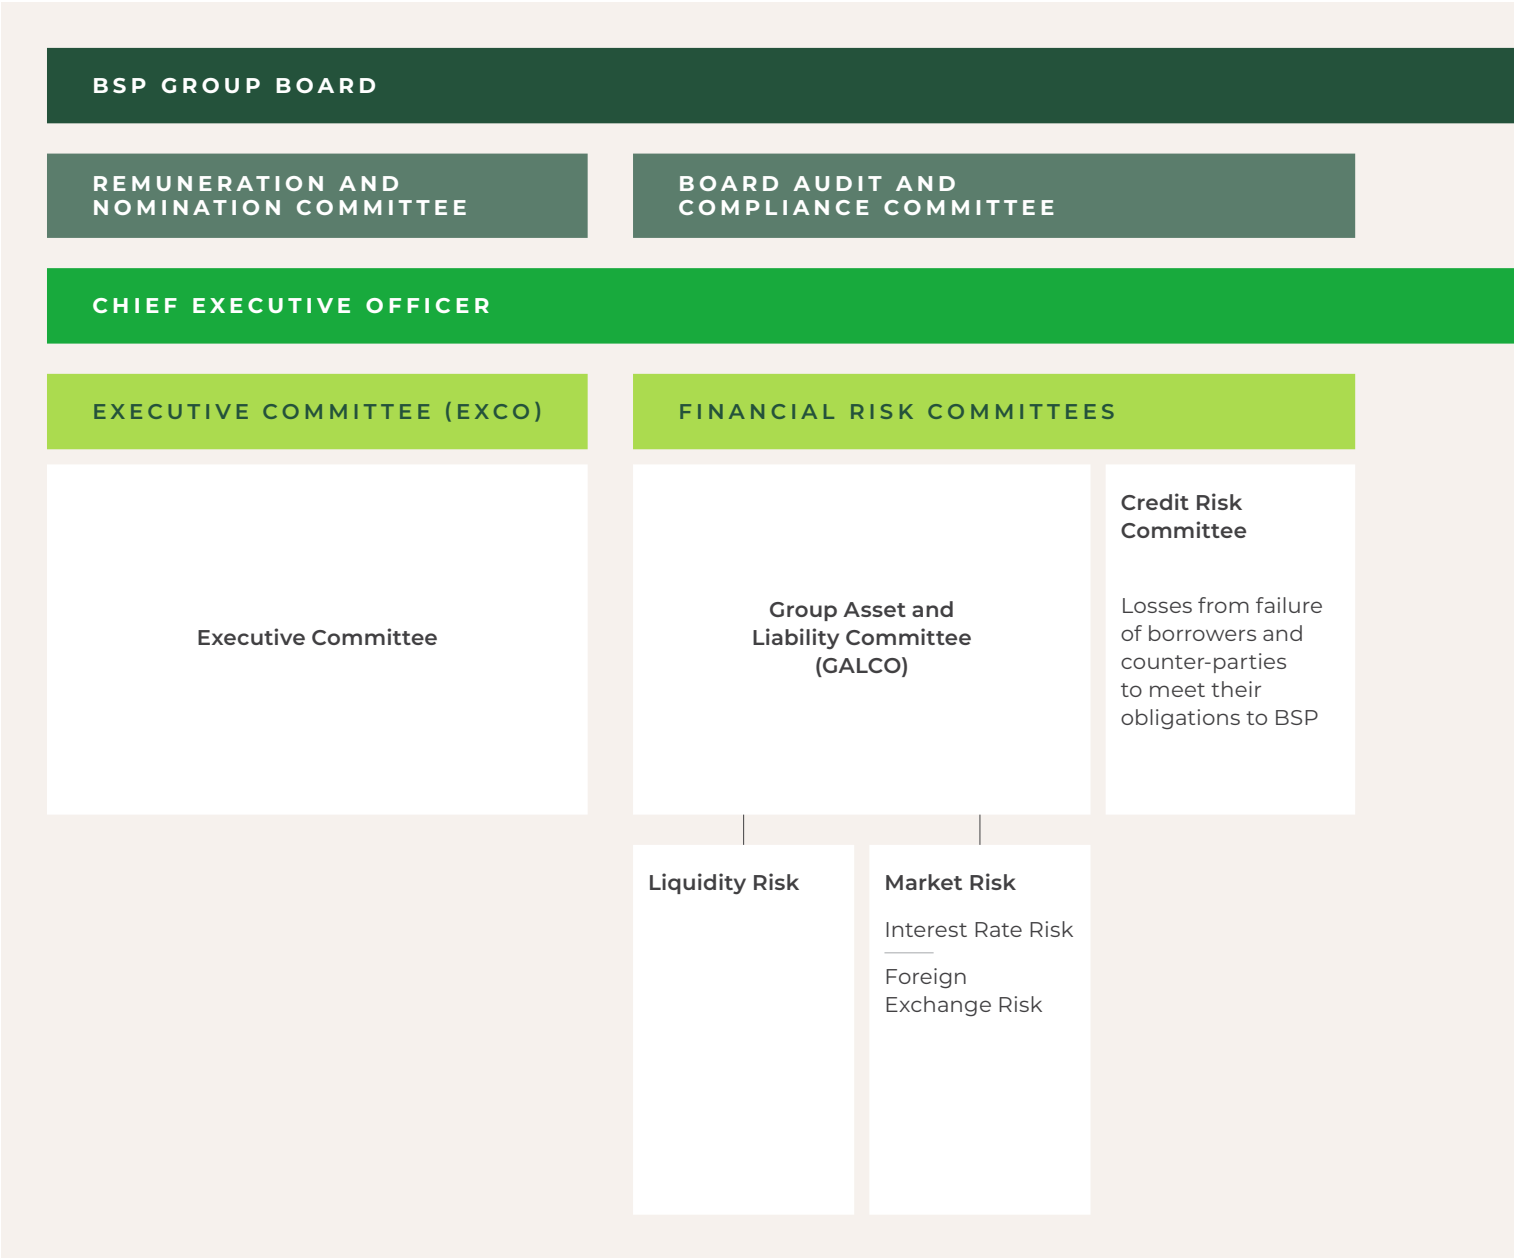 BSP GROUP BOARD
REMUNERATION AND
NOMINATION COMMITTEE
BOARD AUDIT AND
COMPLIANCE COMMITTEE
CHIEF EXECUTIVE OFFICER
EXECUTIVE COMMITTEE (EXCO)
FINANCIAL RISK COMMITTEES
Executive Committee
Group Asset and
Liability Committee
(GALCO)
Credit Risk
Committee
Losses from failure
of borrowers and
counter-parties
to meet their
obligations to BSP
Liquidity Risk
Market Risk
Interest Rate Risk
Foreign
Exchange Risk